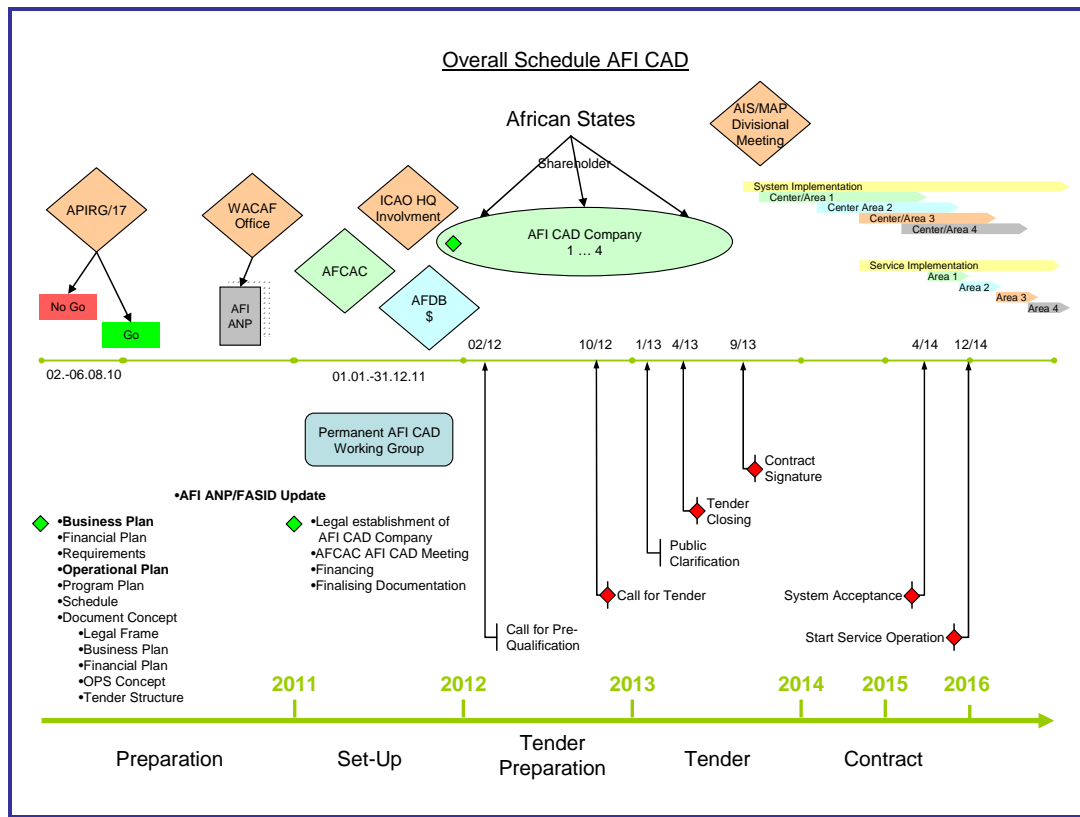 Overall Schedule AFI CAD
African States
Shareholder
AIS/MAP
Divisional
Meeting
APIRG/17
WACAF
Office
ICAO HQ
Involvment
AFCAC
AFDB
$
AFI CAD Company
1 ... 4
No Go
Go
AFI
ANP
System Implementation
Center/Area 1
Center Area 2
Center/Area 3
Center/Area 4
Service Implementation
Area 1
Area 2
Area 3
Area 4
02/12
10/12
1/13
4/13
9/13
4/14
12/14
02.-06.08.10
01.01.-31.12.11
Permanent AFI CAD
Working Group
•AFI ANP/FASID Update
•Business Plan
•Financial Plan
•Requirements
•Operational Plan
•Program Plan
•Schedule
•Document Concept
•Legal Frame
•Business Plan
•Financial Plan
•OPS Concept
•Tender Structure
•Legal establishment of
AFI CAD Company
•AFCAC AFI CAD Meeting
•Financing
•Finalising Documentation
Contract
Signature
Tender
Closing
Public
Clarification
Call for Tender
Call for Pre-
Qualification
System Acceptance
Start Service Operation
2011
2012
2013
2014
2015
2016
Preparation
Set-Up
Tender
Preparation
Tender
Contract